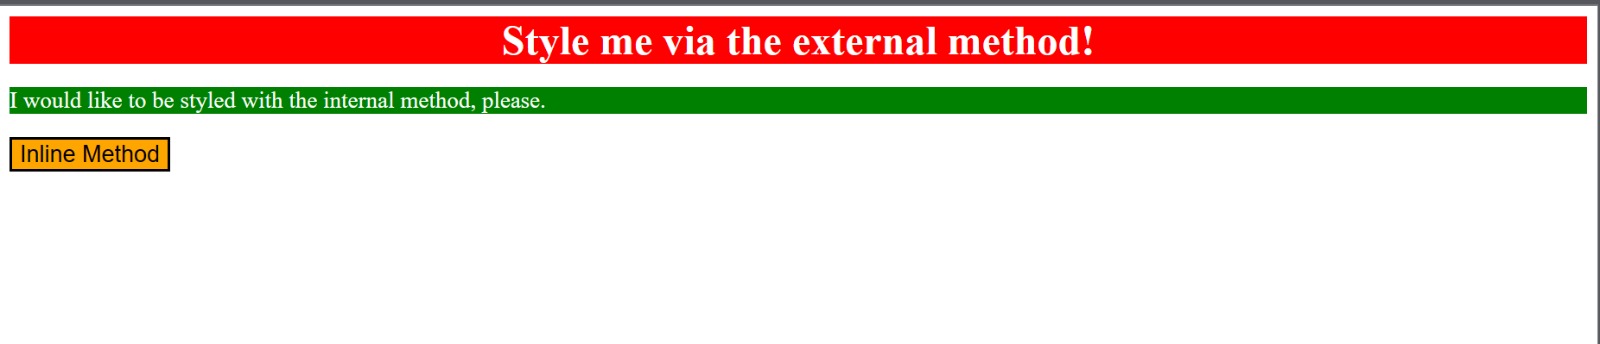 Style me via the external method!
I would like to be styled with the internal method, please.
Inline Method